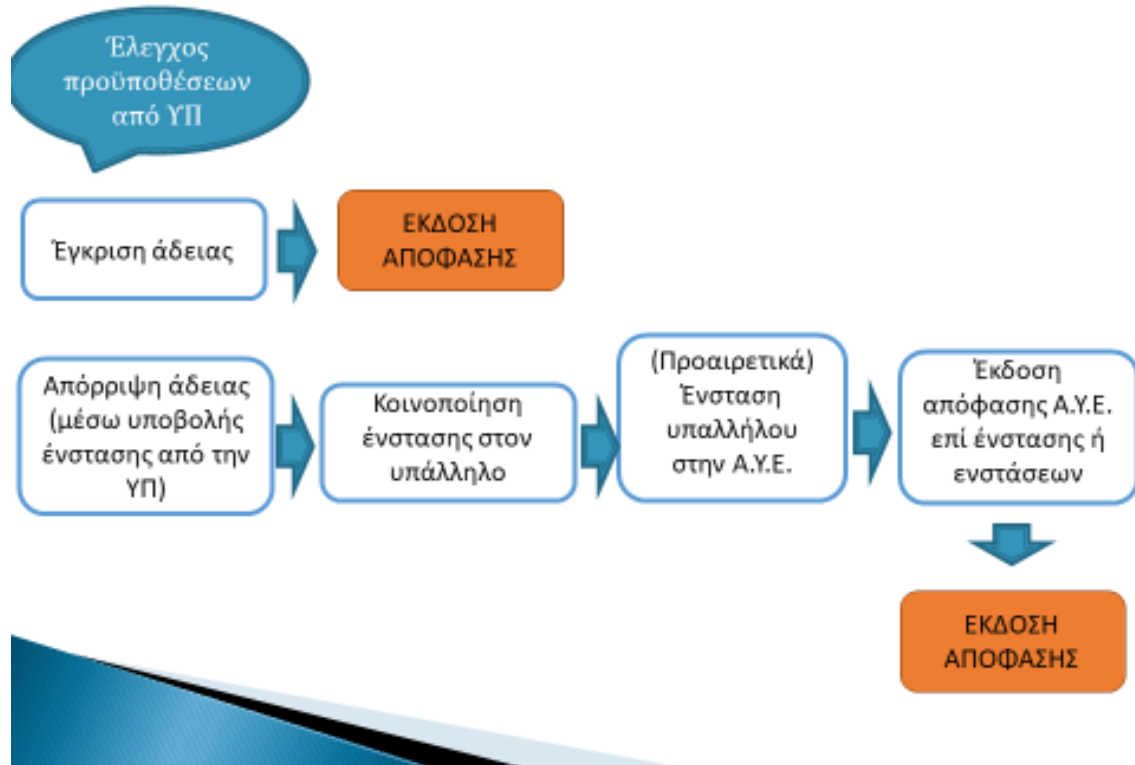 Έλεγχος
προϋποθέσεων
από ΥΠ
Έγκριση άδειας
ΕΚΔΟΣΗ
ΑΠΟΦΑΣΗΣ
Απόρριψη άδειας
(μέσω υποβολής
ένστασης από την
ΥΠ)
Κοινοποίηση
ένστασης στον
υπάλληλο
(Προαιρετικά)
Ένσταση
υπαλλήλου
στην Α.Υ.Ε.
Έκδοση
απόφασης Α.Υ.Ε.
επί ένστασης ή
ενστάσεων
ΕΚΔΟΣΗ
ΑΠΟΦΑΣΗΣ